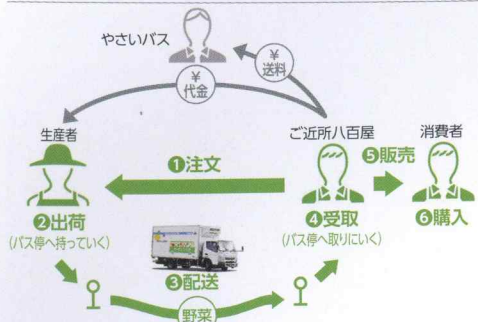 やさいバス
¥
送料
¥
代金
生産者
ご近所八百屋
消費者
❶注文
❺販売
❷出荷
(バス停へ持っていく)
❹受取
(バス停へ取りにいく)
❻購入
❸配送
野菜